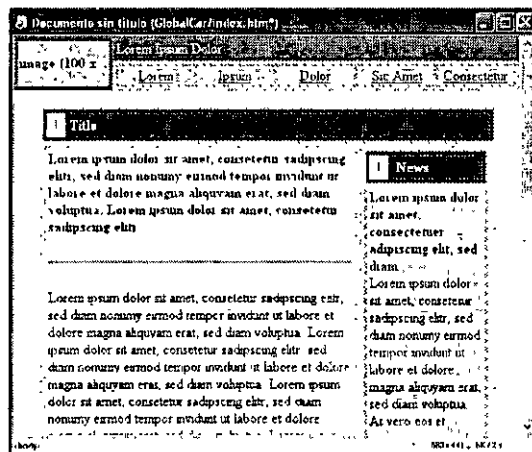 Documento sin titulo (GlobalCar/index.htm*)
image (100 x
Lorem Ipsum Dolor
Lorem Ipsum Dolor Sit Amet Consectetur
1 Title
Lorem ipsum dolor sit amet, consetetur sadipscing
elitr, sed diam nonumy eirmod tempor invidunt ut
labore et dolore magna aliquyam erat, sed diam
voluptua. Lorem ipsum dolor sit amet, consetetur
sadipscing elitr
Lorem ipsum dolor sit amet, consetetur sadipscing elitr,
sed diam nonumy eirmod tempor invidunt ut labore et
dolore magna aliquyam erat, sed diam voluptua. Lorem
ipsum dolor sit amet, consetetur sadipscing elitr sed
diam nonumy eirmod tempor invidunt ut labore et dolore
magna aliquyam erat, sed diam voluptua. Lorem ipsum
dolor sit amet, consetetur sadipscing elitr, sed diam
nonumy eirmod tempor invidunt ut labore et dolore
1 News
Lorem ipsum dolor
sit amet,
consectetuer
adipiscing elit, sed
diam
Lorem ipsum dolor
sit amet, consetetur
sadipscing elitr, sed
diam nonumy eirmod
tempor invidunt ut
labore et dolore
magna aliquyam erat,
sed diam voluptua.
At vero eos et
<body>